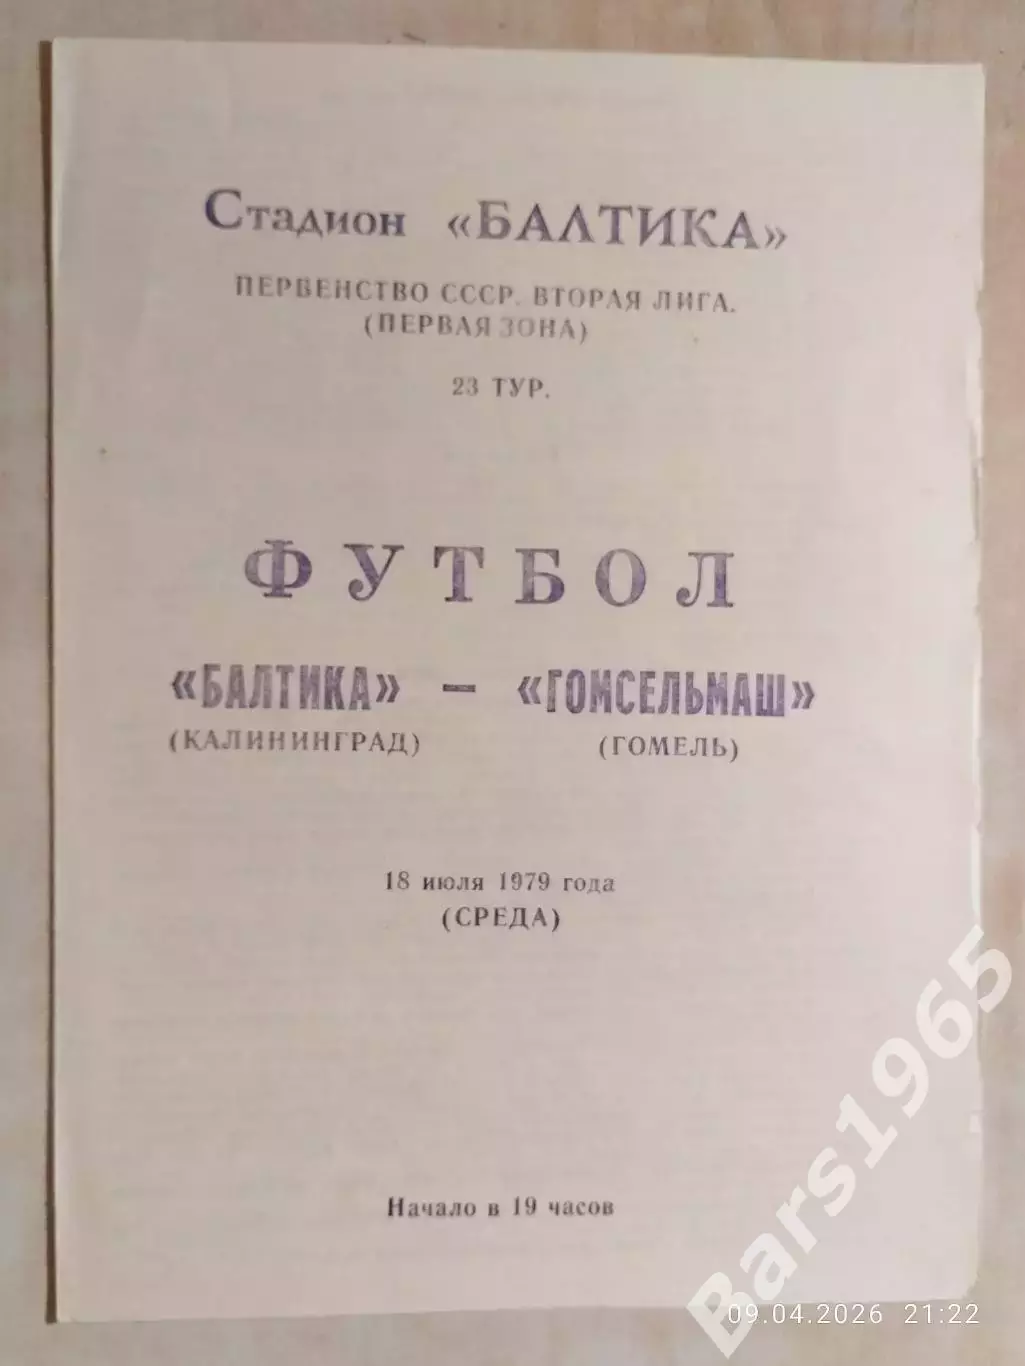 Стадион «БАЛТИКА»
ПЕРВЕНСТВО СССР. ВТОРАЯ ЛИГА.
(ПЕРВАЯ ЗОНА)
23 ТУР.
ФУТБОЛ
«БАЛТИКА» — «ГОМСЕЛЬМАШ»
(КАЛИНИНГРАД) (ГОМЕЛЬ)
18 июля 1979 года
(СРЕДА)
Начало в 19 часов
Bars1965
09.04.2026 21:22